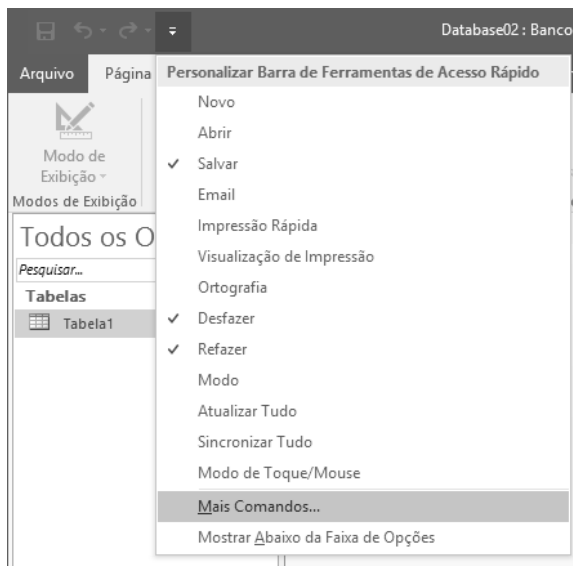 Database02 : Banco
Arquivo
Página
Personalizar Barra de Ferramentas de Acesso Rápido
Novo
Abrir
Salvar
Email
Impressão Rápida
Visualização de Impressão
Ortografia
Desfazer
Refazer
Modo
Atualizar Tudo
Sincronizar Tudo
Modo de Toque/Mouse
Mais Comandos...
Mostrar Abaixo da Faixa de Opções
Modo de
Exibição
Modos de Exibição
Todos os O
Pesquisar...
Tabelas
Tabela1